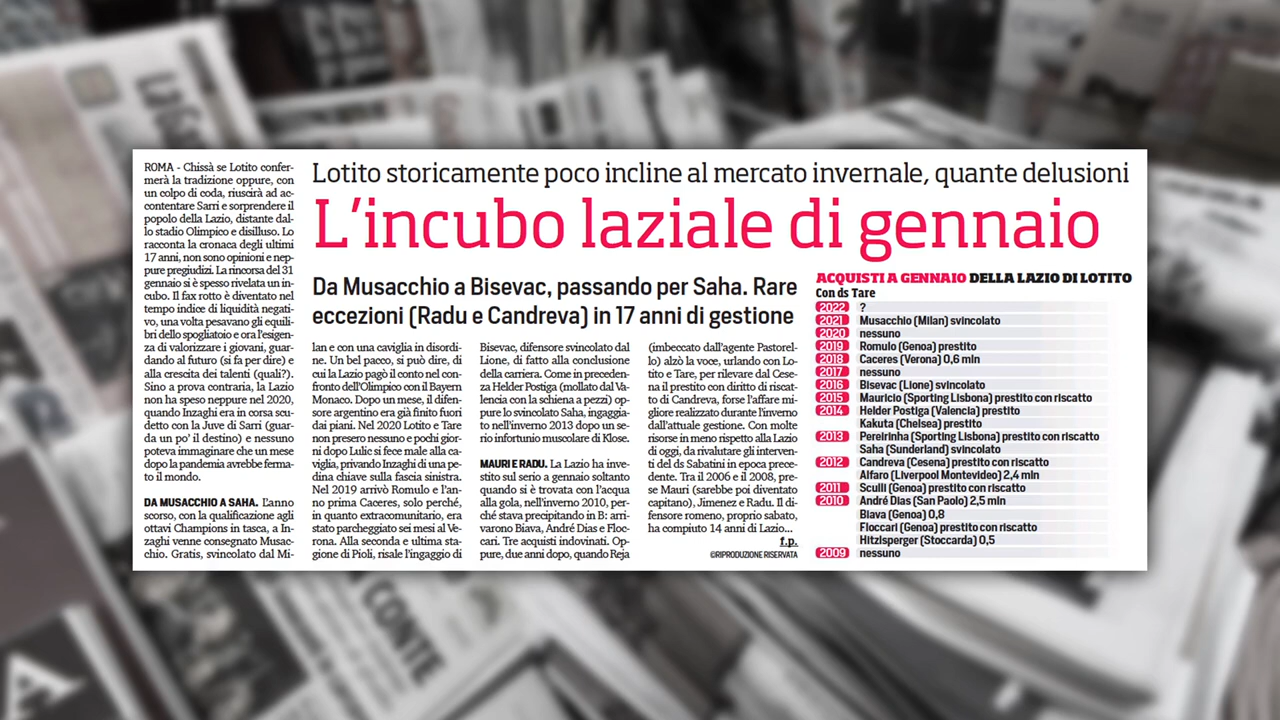 Lotito storicamente poco incline al mercato invernale, quante delusioni
L'incubo laziale di gennaio
Da Musacchio a Bisevac, passando per Saha. Rare
eccezioni (Radu e Candreva) in 17 anni di gestione
ROMA - Chissà se Lotito confer-
merà la tradizione oppure, con
un colpo di coda, riuscirà ad ac-
contentare Sarri e sorprendere il
popolo della Lazio, distante dal-
lo stadio Olimpico e disilluso. Lo
racconta la cronaca degli ultimi
17 anni, non sono opinioni e nep-
pure pregiudizi. La rincorsa del 31
gennaio si è spesso rivelata un in-
cubo. Il fax rotto è diventato nel
tempo indice di liquidità negati-
vo, una volta pesavano gli equili-
bri dello spogliatoio e ora l'esigen-
za di valorizzare i giovani, guar-
dando al futuro (si fa per dire) e
alla crescita dei talenti (quali?).
Sino a prova contraria, la Lazio
non ha speso neppure nel 2020,
quando Inzaghi era in corsa scu-
detto con la Juve di Sarri (guar-
da un po' il destino) e nessuno
poteva immaginare che un mese
dopo la pandemia avrebbe ferma-
to il mondo.
DA MUSACCHIO A SAHA. L'anno
scorso, con la qualificazione agli
ottavi Champions in tasca, a In-
zaghi venne consegnato Musac-
chio. Gratis, svincolato dal Mi-
lan e con una caviglia in disordi-
ne. Un bel pacco, si può dire, di
cui la Lazio pagò il conto nel con-
fronto dell'Olimpico con il Bayern
Monaco. Dopo un mese, il difen-
sore argentino era già finito fuori
dai piani. Nel 2020 Lotito e Tare
non presero nessuno e pochi gior-
ni dopo Lulic si fece male alla ca-
viglia, privando Inzaghi di una pe-
dina chiave sulla fascia sinistra.
Nel 2019 arrivò Romulo e l'an-
no prima Caceres, solo perché,
in quanto extracomunitario, era
stato parcheggiato sei mesi al Ve-
rona. Alla seconda e ultima sta-
gione di Pioli, risale l'ingaggio di
Bisevac, difensore svincolato dal
Lione, di fatto alla conclusione
della carriera. Come in preceden-
za Helder Postiga (mollato dal Va-
lencia con la schiena a pezzi) op-
pure lo svincolato Saha, ingaggia-
to nell'inverno 2013 dopo un se-
rio infortunio muscolare di Klose.
MAURI E RADU. La Lazio ha inve-
stito sul serio a gennaio soltanto
quando si è trovata con l'acqua
alla gola, nell'inverno 2010, per-
ché stava precipitando in B: arri-
varono Biava, André Dias e Floc-
cari. Tre acquisti indovinati. Op-
pure, due anni dopo, quando Reja
(imbeccato dall'agente Pastorel-
lo) alzò la voce, urlando con Lo-
tito e Tare, per rilevare dal Cese-
na il prestito con diritto di riscat-
to di Candreva, forse l'affare mi-
gliore realizzato durante l'inverno
dall'attuale gestione. Con molte
risorse in meno rispetto alla Lazio
di oggi, da rivalutare gli interven-
ti del ds Sabatini in epoca prece-
dente. Tra il 2006 e il 2008, pre-
se Mauri (sarebbe poi diventato
capitano), Jimenez e Radu. Il di-
fensore romeno, proprio sabato,
ha compiuto 14 anni di Lazio...
f.p.
©RIPRODUZIONE RISERVATA
ACQUISTI A GENNAIO DELLA LAZIO DI LOTITO
Con ds Tare
2022 ?
2021 Musacchio (Milan) svincolato
2020 nessuno
2019 Romulo (Genoa) prestito
2018 Caceres (Verona) 0,6 mln
2017 nessuno
2016 Bisevac (Lione) svincolato
2015 Mauricio (Sporting Lisbona) prestito con riscatto
2014 Helder Postiga (Valencia) prestito
Kakuta (Chelsea) prestito
2013 Pereirinha (Sporting Lisbona) prestito con riscatto
Saha (Sunderland) svincolato
2012 Candreva (Cesena) prestito con riscatto
Alfaro (Liverpool Montevideo) 2,4 mln
2011 Sculli (Genoa) prestito con riscatto
2010 André Dias (San Paolo) 2,5 mln
Biava (Genoa) 0,8
Floccari (Genoa) prestito con riscatto
Hitzlsperger (Stoccarda) 0,5
2009 nessuno
CONTE
A